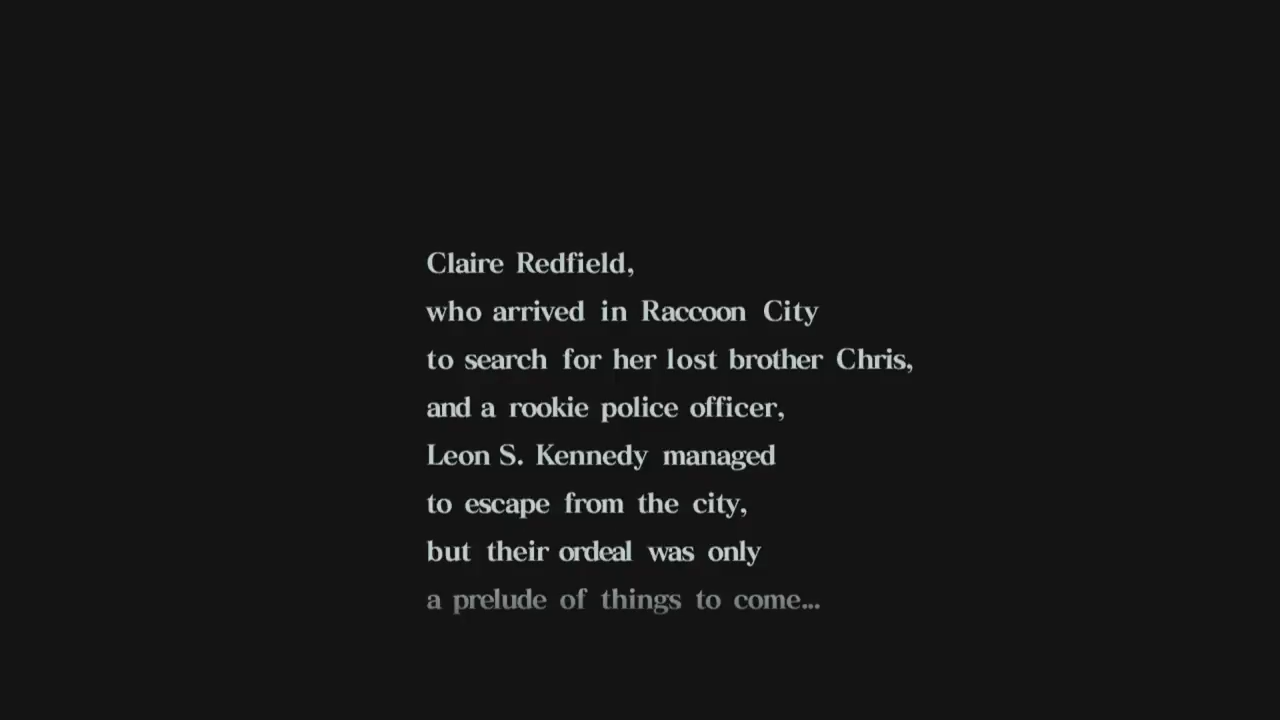 Claire Redfield,
who arrived in Raccoon City
to search for her lost brother Chris,
and a rookie police officer,
Leon S. Kennedy managed
to escape from the city,
but their ordeal was only
a prelude of things to come...